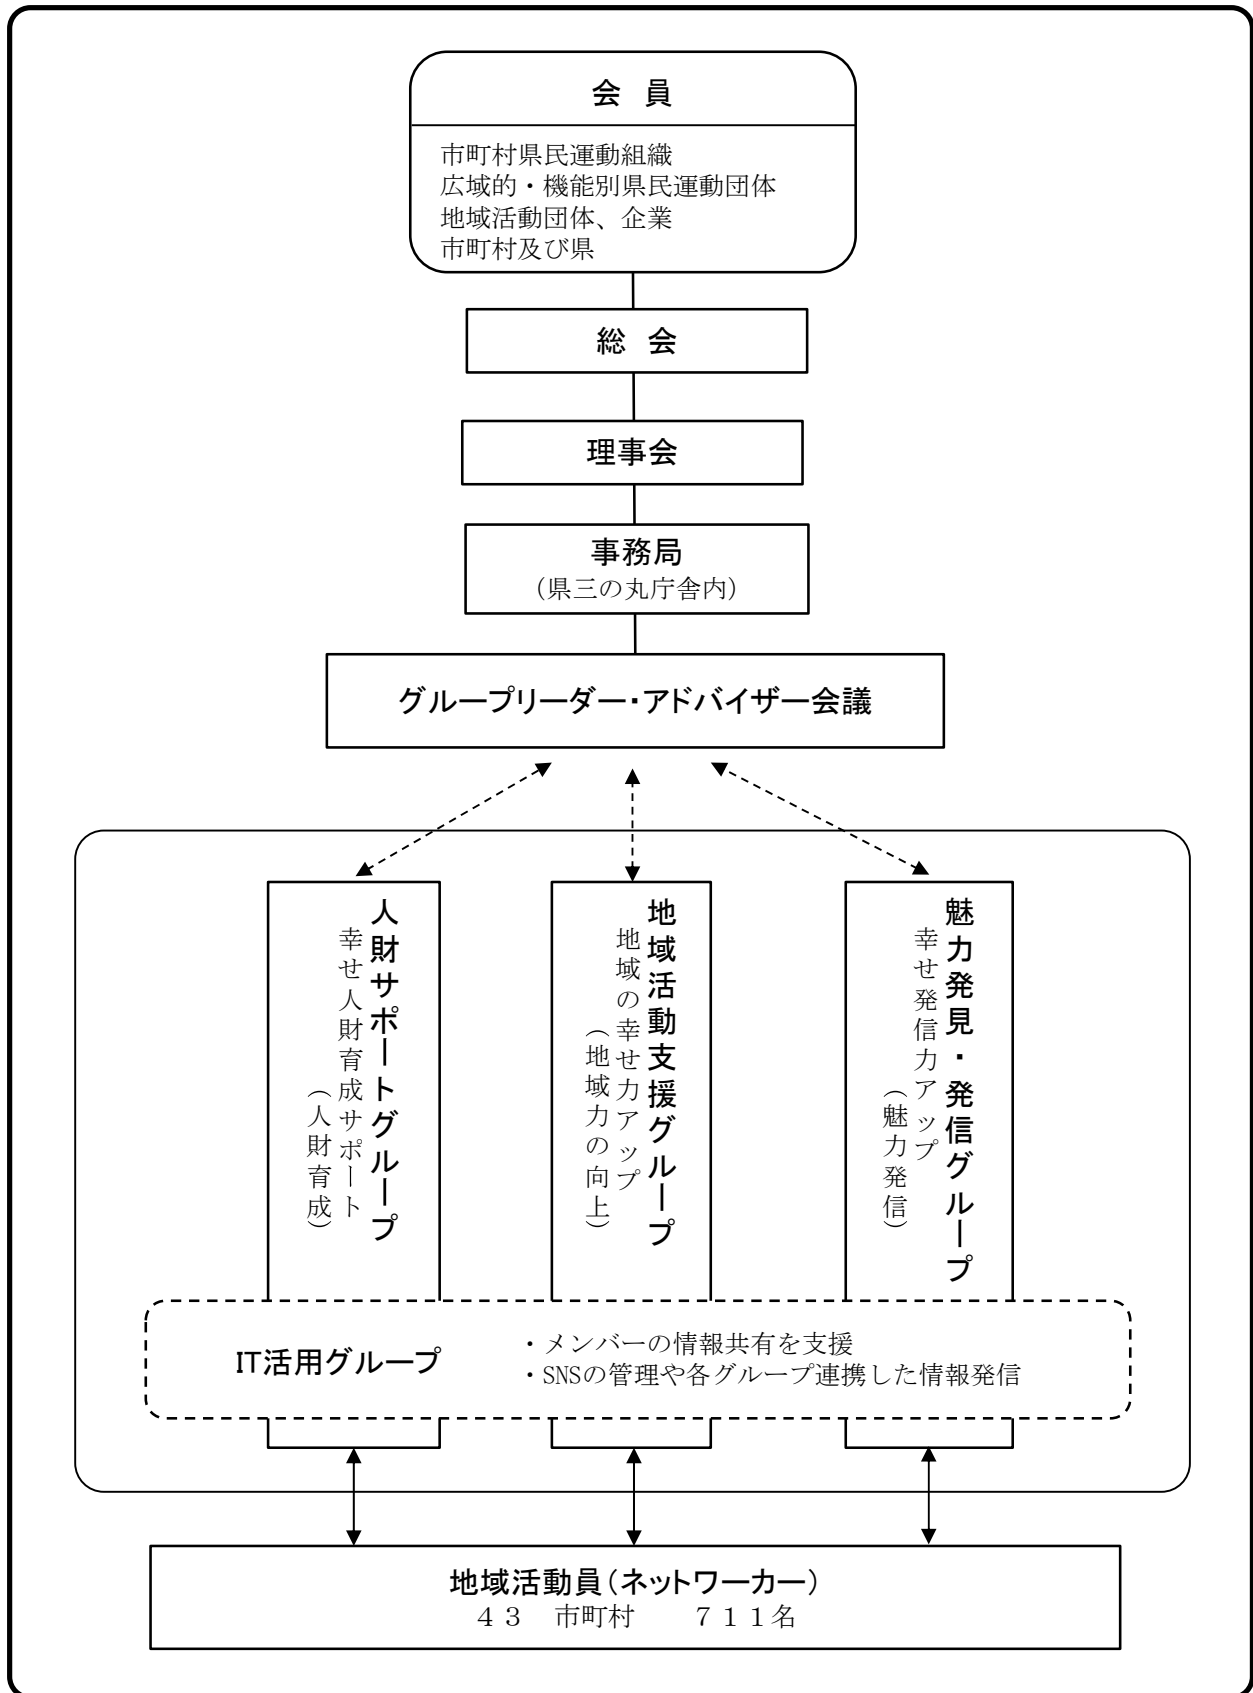 会　員
市町村県民運動組織
広域的・機能別県民運動団体
地域活動団体、企業
市町村及び県
総　会
理事会
事務局
（県三の丸庁舎内）
グループリーダー・アドバイザー会議
人財サポートグループ
幸せ人財育成サポート
（人財育成）
地域活動支援グループ
地域の幸せ力アップ
（地域力の向上）
魅力発見・発信グループ
幸せ発信力アップ
（魅力発信）
IT活用グループ
・メンバーの情報共有を支援
・SNSの管理や各グループ連携した情報発信
地域活動員（ネットワーカー）
４３　市町村　　７１１名